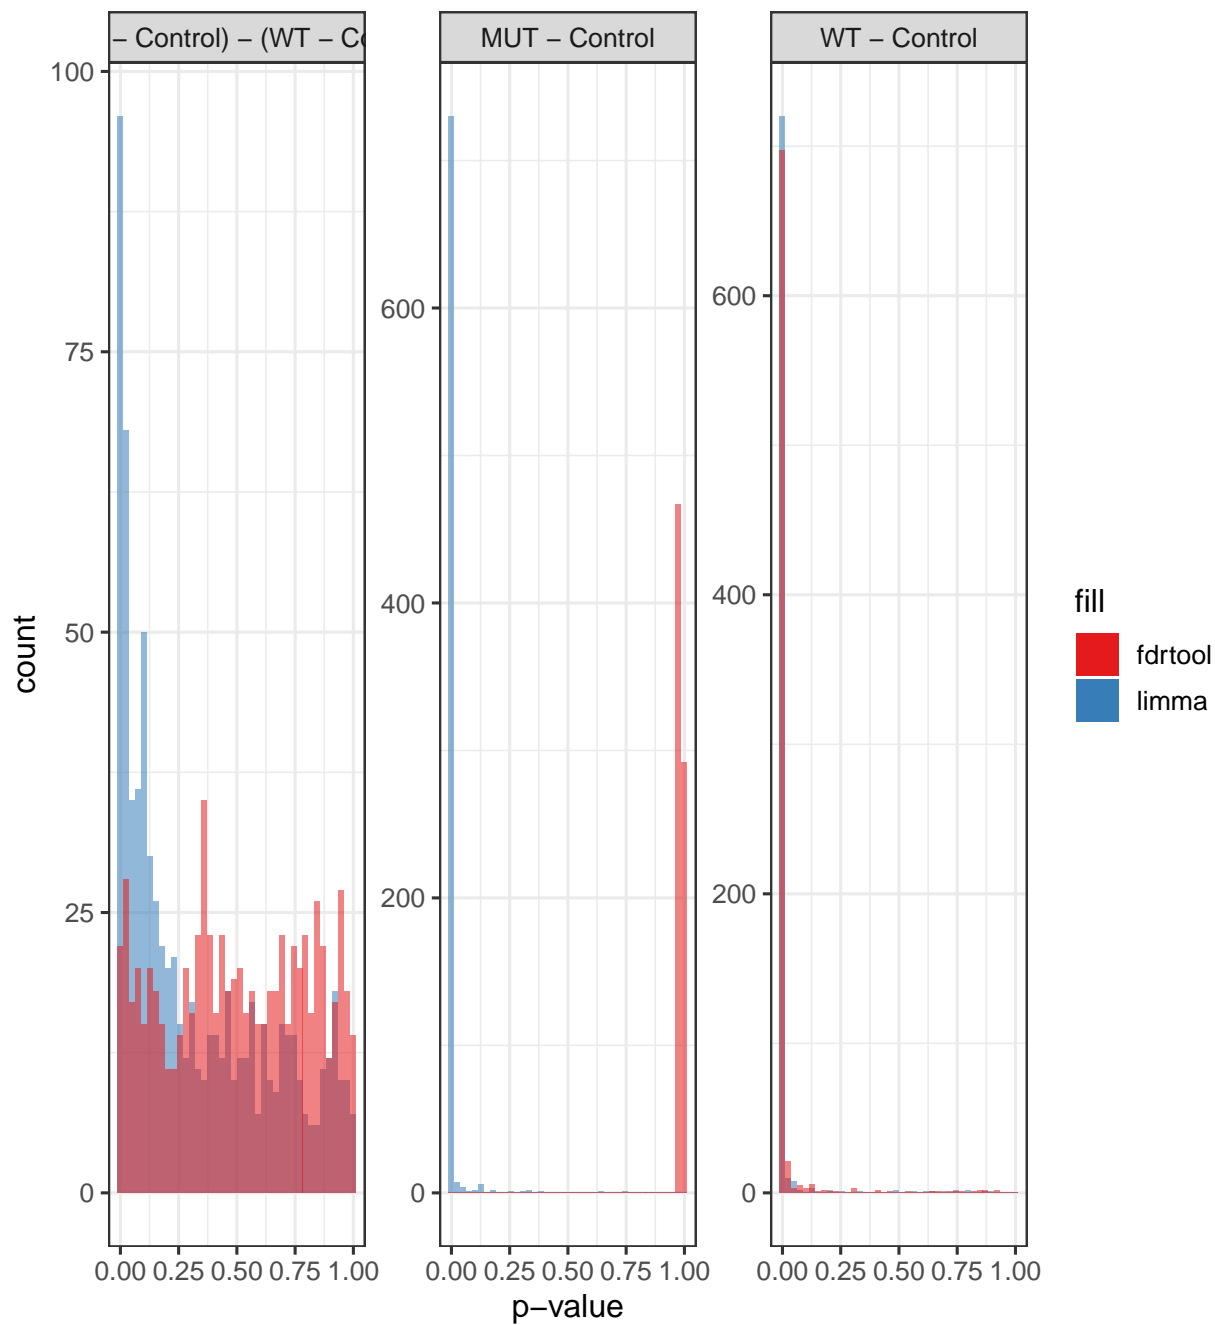 – Control) – (WT – Co
MUT – Control
WT – Control
100
75
50
25
0
600
400
200
0
600
400
200
0
0.00 0.25 0.50 0.75 1.00
0.00 0.25 0.50 0.75 1.00
0.00 0.25 0.50 0.75 1.00
count
p–value
fill
fdrtool
limma